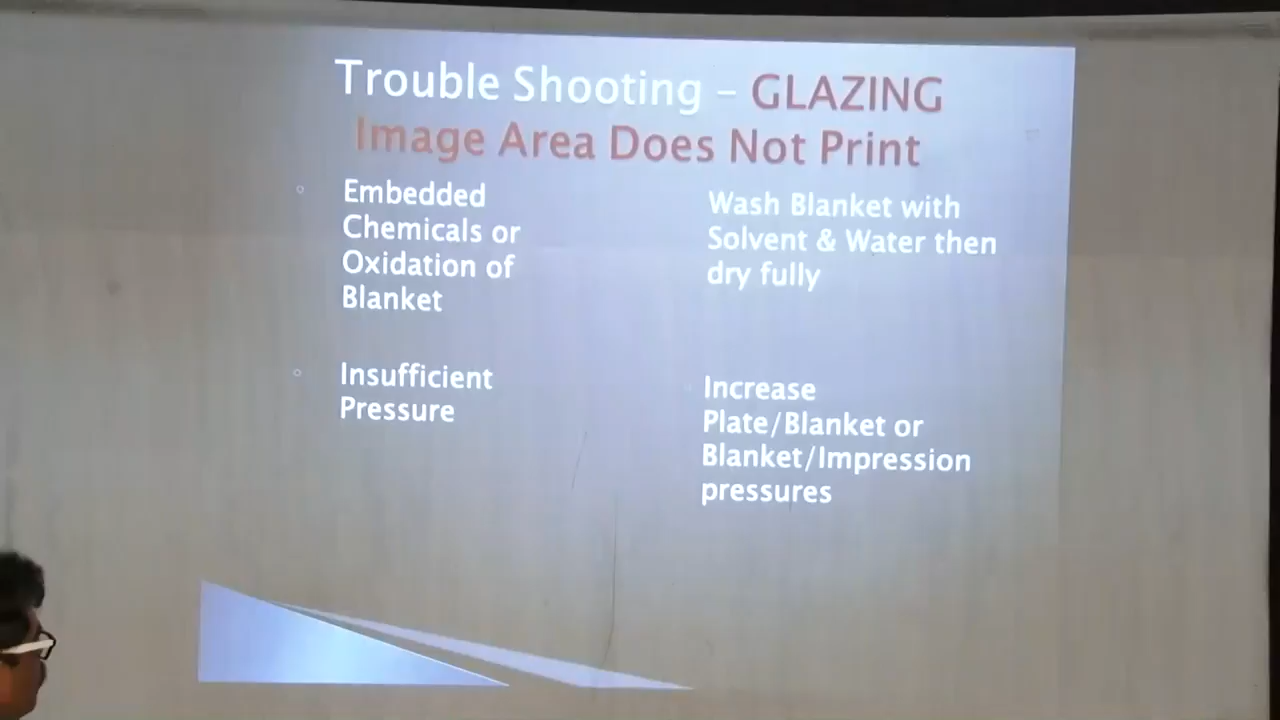 Trouble Shooting – GLAZING
Image Area Does Not Print
Embedded
Chemicals or
Oxidation of
Blanket
Wash Blanket with
Solvent & Water then
dry fully
Insufficient
Pressure
Increase
Plate/Blanket or
Blanket/Impression
pressures